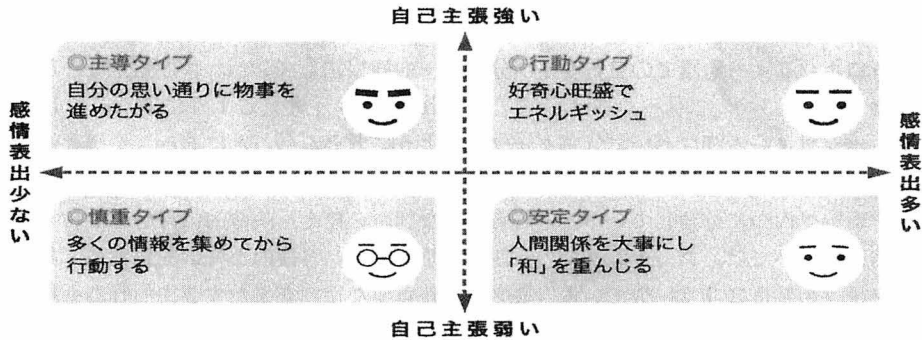 自己主張強い
◎主導タイプ
自分の思い通りに物事を
進めたがる
◎行動タイプ
好奇心旺盛で
エネルギッシュ
感情表出少ない
感情表出多い
◎慎重タイプ
多くの情報を集めてから
行動する
◎安定タイプ
人間関係を大事にし
「和」を重んじる
自己主張弱い